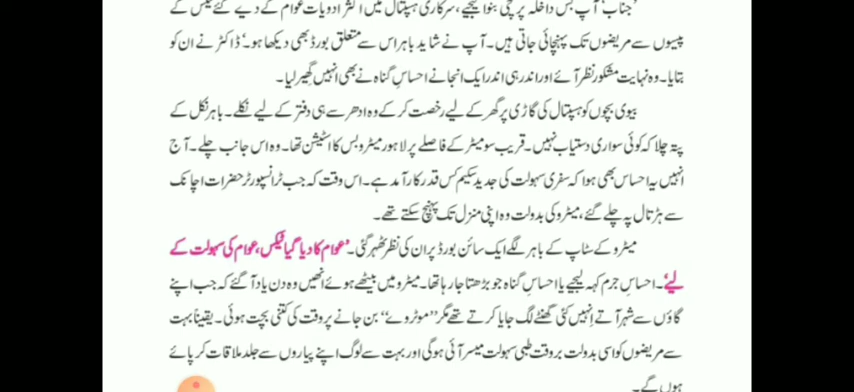 ’جناب‘ آپ بس داخلہ پرچی بنوا لیجیے، سرکاری ہسپتال میں اکثر ادویات عوام کے دیے گئے ٹیکس کے
پیسوں سے مریضوں تک پہنچائی جاتی ہیں۔ آپ نے شاید باہر اس سے متعلق بورڈ بھی دیکھا ہو۔‘ ڈاکٹر نے ان کو
بتایا۔ وہ نہایت مشکور نظر آئے اور اندر ہی اندر ایک انجانے احساسِ گناہ نے بھی انہیں گھیر لیا۔
بیوی بچوں کو ہسپتال کی گاڑی پر گھر کے لیے رخصت کر کے وہ ادھر سے ہی دفتر کے لیے نکلے۔ باہر نکل کے
پتہ چلا کہ کوئی سواری دستیاب نہیں۔ قریب سو میٹر کے فاصلے پر لاہور میٹرو بس کا اسٹیشن تھا۔ وہ اس جانب چلے۔ آج
انہیں یہ احساس بھی ہوا کہ سفری سہولت کی جدید سکیم کس قدر کار آمد ہے۔ اس وقت کہ جب ٹرانسپورٹر حضرات اچانک
سے ہڑتال پہ چلے گئے، میٹرو کی بدولت وہ اپنی منزل تک پہنچ سکتے تھے۔
میٹرو کے سٹاپ کے باہر لگے ایک سائن بورڈ پر ان کی نظر ٹھہر گئی۔ ’عوام کا دیا گیا ٹیکس، عوام کی سہولت کے
لیے‘۔ احساسِ جرم کہہ لیجیے یا احساسِ گناہ جو بڑھتا جا رہا تھا۔ میٹرو میں بیٹھے ہوئے انھیں وہ دن یاد آ گئے کہ جب اپنے
گاؤں سے شہر آتے اِنہیں کئی گھنٹے لگ جایا کرتے تھے مگر ”موٹر وے“ بن جانے پر وقت کی کتنی بچت ہوئی۔ یقیناً بہت
سے مریضوں کو اسی بدولت بروقت طبی سہولت میسر آئی ہو گی اور بہت سے لوگ اپنے پیاروں سے جلد ملاقات کر پائے
ہوں گے۔